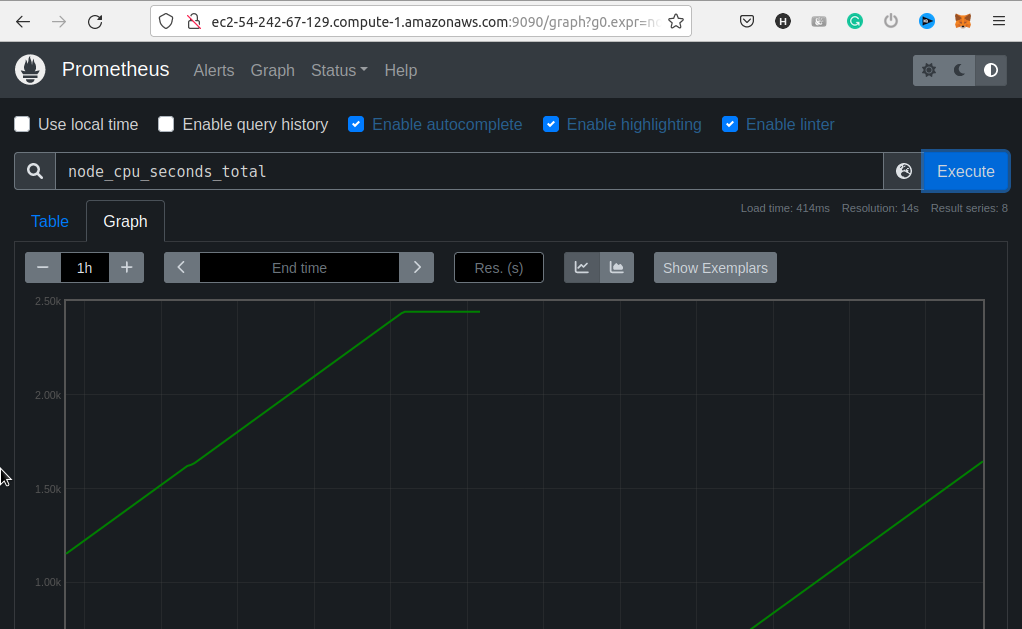 ec2-54-242-67-129.compute-1.amazonaws.com:9090/graph?g0.expr=n
H
Prometheus Alerts Graph Status Help
Use local time Enable query history Enable autocomplete Enable highlighting Enable linter
node_cpu_seconds_total Execute
Load time: 414ms Resolution: 14s Result series: 8
Table Graph
− 1h + End time Res. (s) Show Exemplars
2.50k
2.00k
1.50k
1.00k